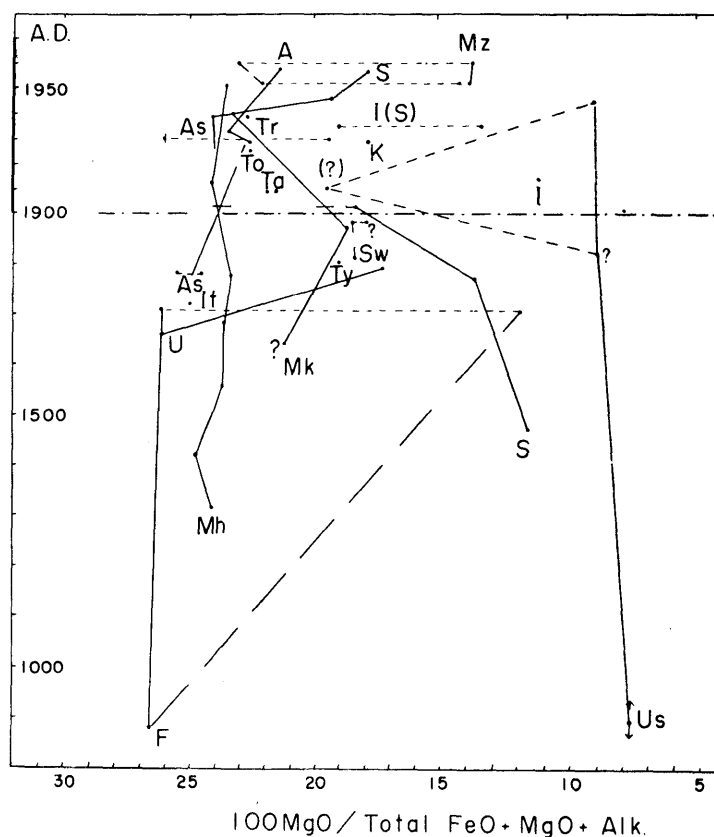 A.D.
A
Mz
S
1950
As
Tr
I(S)
To
K
Ta
(?)
i
1900
?
Sw
As
Ty
It
?
U
?
Mk
1500
S
Mh
1000
Us
F
30 25 20 15 10 5
100MgO/Total FeO+MgO+Alk.